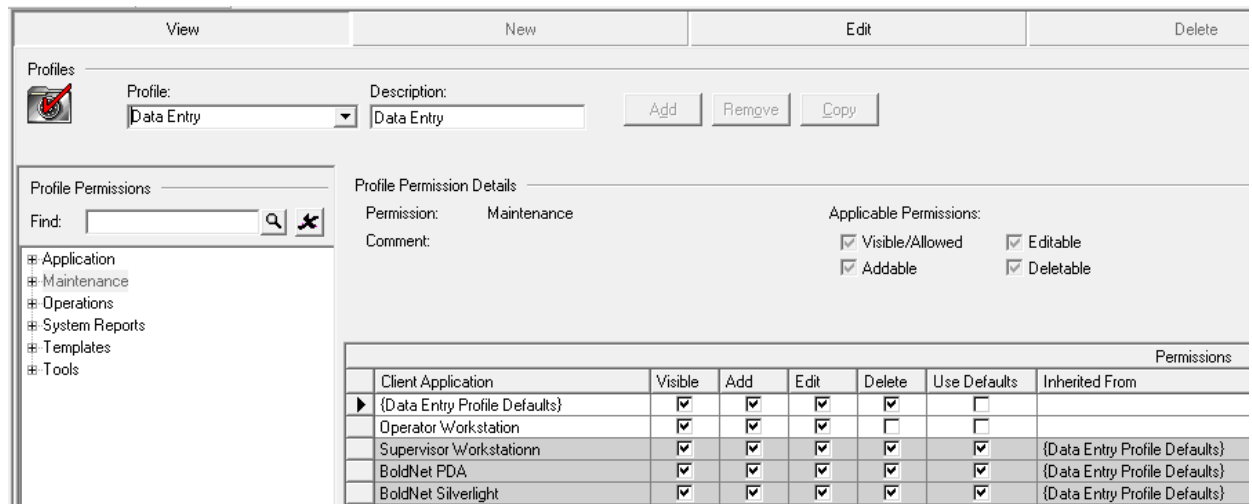 View New Edit Delete
Profiles
Profile: Description:
Data Entry Data Entry Add Remove Copy
Profile Permissions Profile Permission Details
Find: Permission: Maintenance Applicable Permissions:
Comment: Visible/Allowed Editable
Addable Deletable
Application
Maintenance
Operations
System Reports
Templates
Tools
Permissions
Client Application Visible Add Edit Delete Use Defaults Inherited From
{Data Entry Profile Defaults}
Operator Workstation
Supervisor Workstationn {Data Entry Profile Defaults}
BoldNet PDA {Data Entry Profile Defaults}
BoldNet Silverlight {Data Entry Profile Defaults}